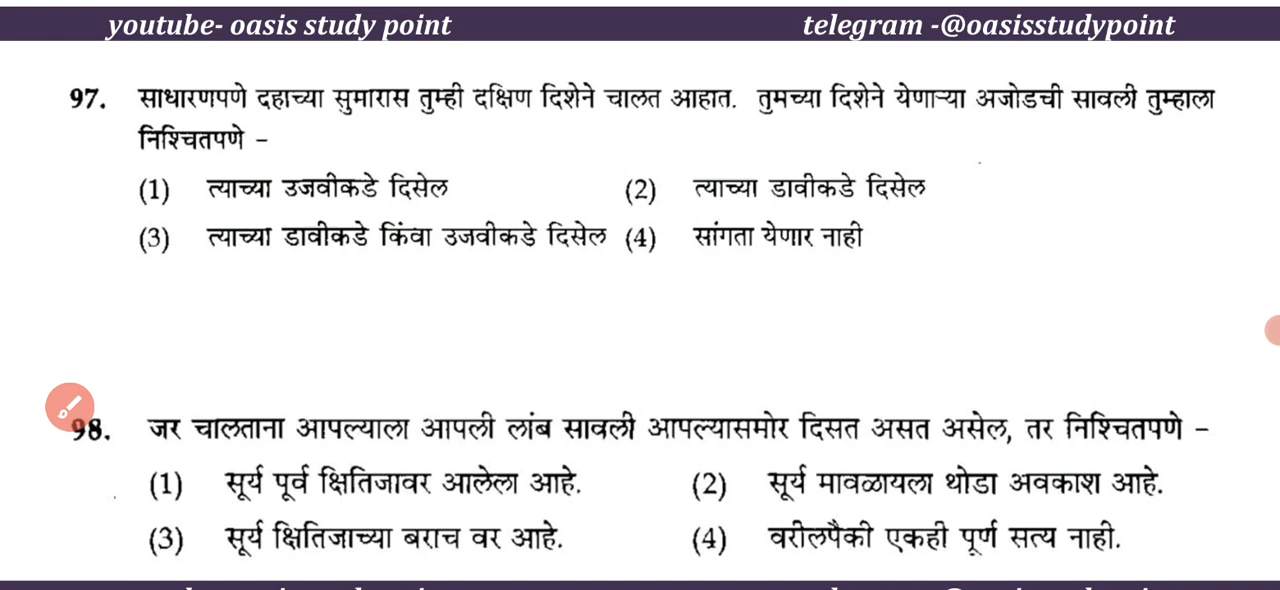 youtube- oasis study point telegram -@oasisstudypoint
97. साधारणपणे दहाच्या सुमारास तुम्ही दक्षिण दिशेने चालत आहात. तुमच्या दिशेने येणाऱ्या अजोडची सावली तुम्हाला
निश्चितपणे –
(1) त्याच्या उजवीकडे दिसेल (2) त्याच्या डावीकडे दिसेल
(3) त्याच्या डावीकडे किंवा उजवीकडे दिसेल (4) सांगता येणार नाही
98. जर चालताना आपल्याला आपली लांब सावली आपल्यासमोर दिसत असत असेल, तर निश्चितपणे –
(1) सूर्य पूर्व क्षितिजावर आलेला आहे. (2) सूर्य मावळायला थोडा अवकाश आहे.
(3) सूर्य क्षितिजाच्या बराच वर आहे. (4) वरीलपैकी एकही पूर्ण सत्य नाही.